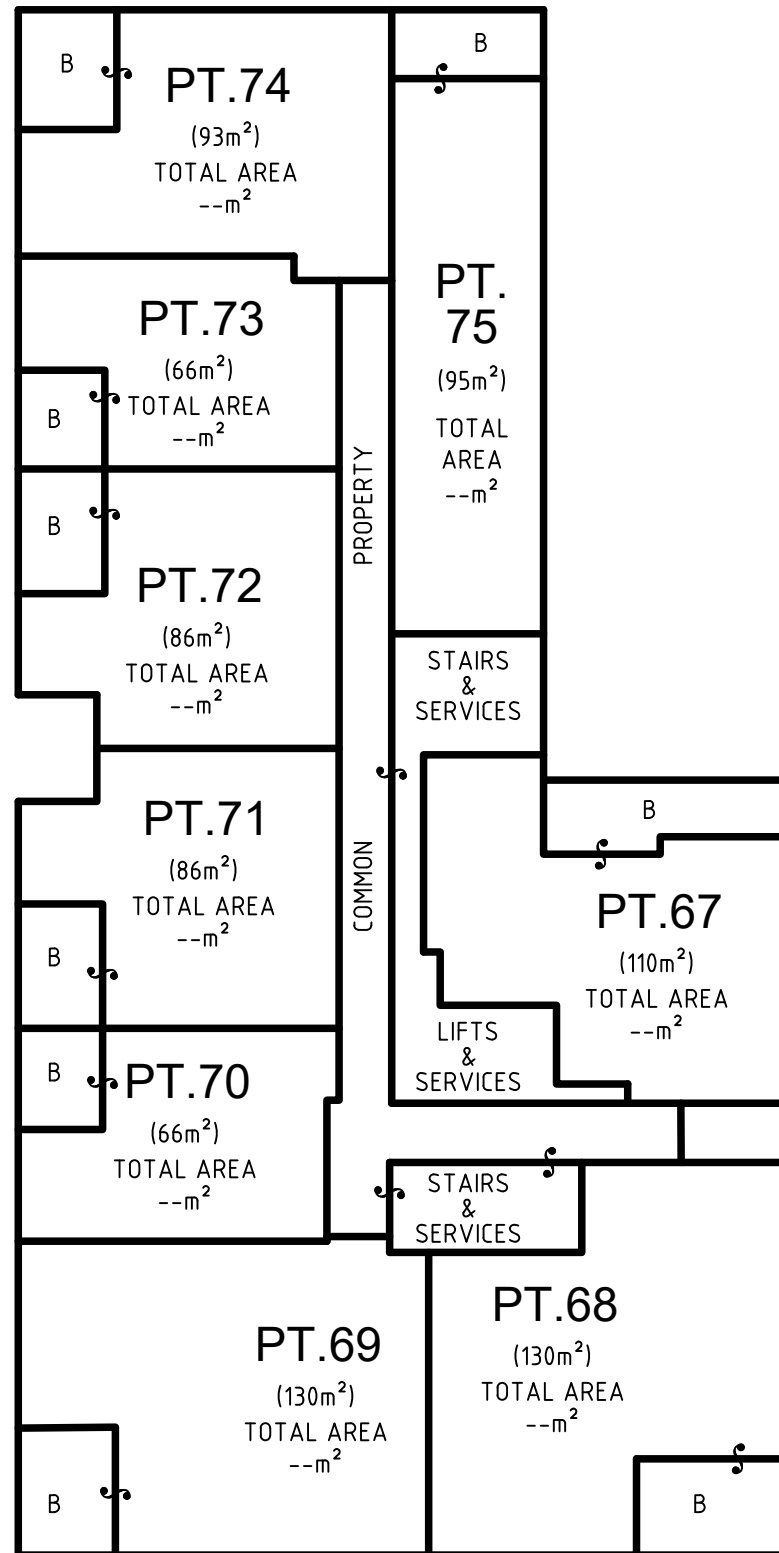 B
PT.74
(93m²)
TOTAL AREA
--m²
B
PT.
75
(95m²)
TOTAL
AREA
--m²
PT.73
(66m²)
TOTAL AREA
--m²
B
B
PT.72
(86m²)
TOTAL AREA
--m²
PROPERTY
COMMON
STAIRS
&
SERVICES
PT.71
(86m²)
TOTAL AREA
--m²
B
B
PT.67
(110m²)
TOTAL AREA
--m²
LIFTS
&
SERVICES
B
PT.70
(66m²)
TOTAL AREA
--m²
STAIRS
&
SERVICES
PT.69
(130m²)
TOTAL AREA
--m²
B
PT.68
(130m²)
TOTAL AREA
--m²
B